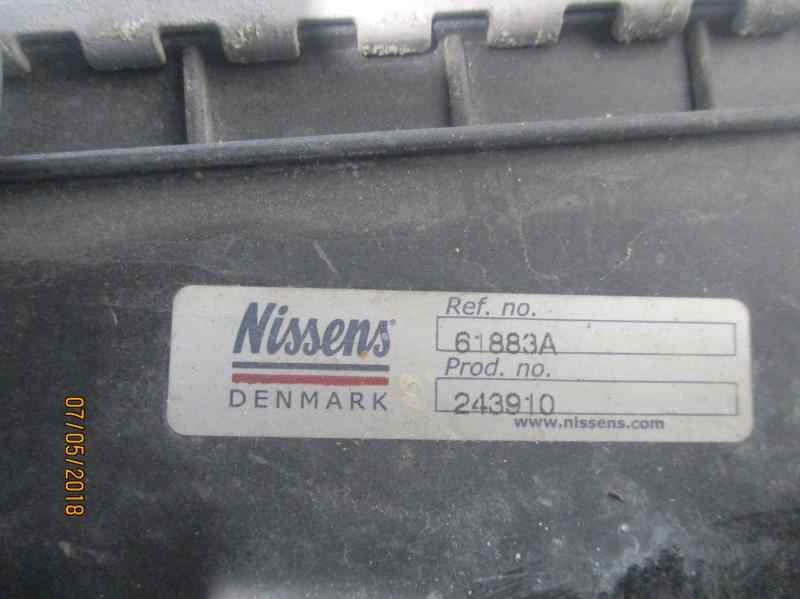 Nissens
DENMARK
Ref. no.
61883A
Prod. no.
243910
www.nissens.com
07/05/2018